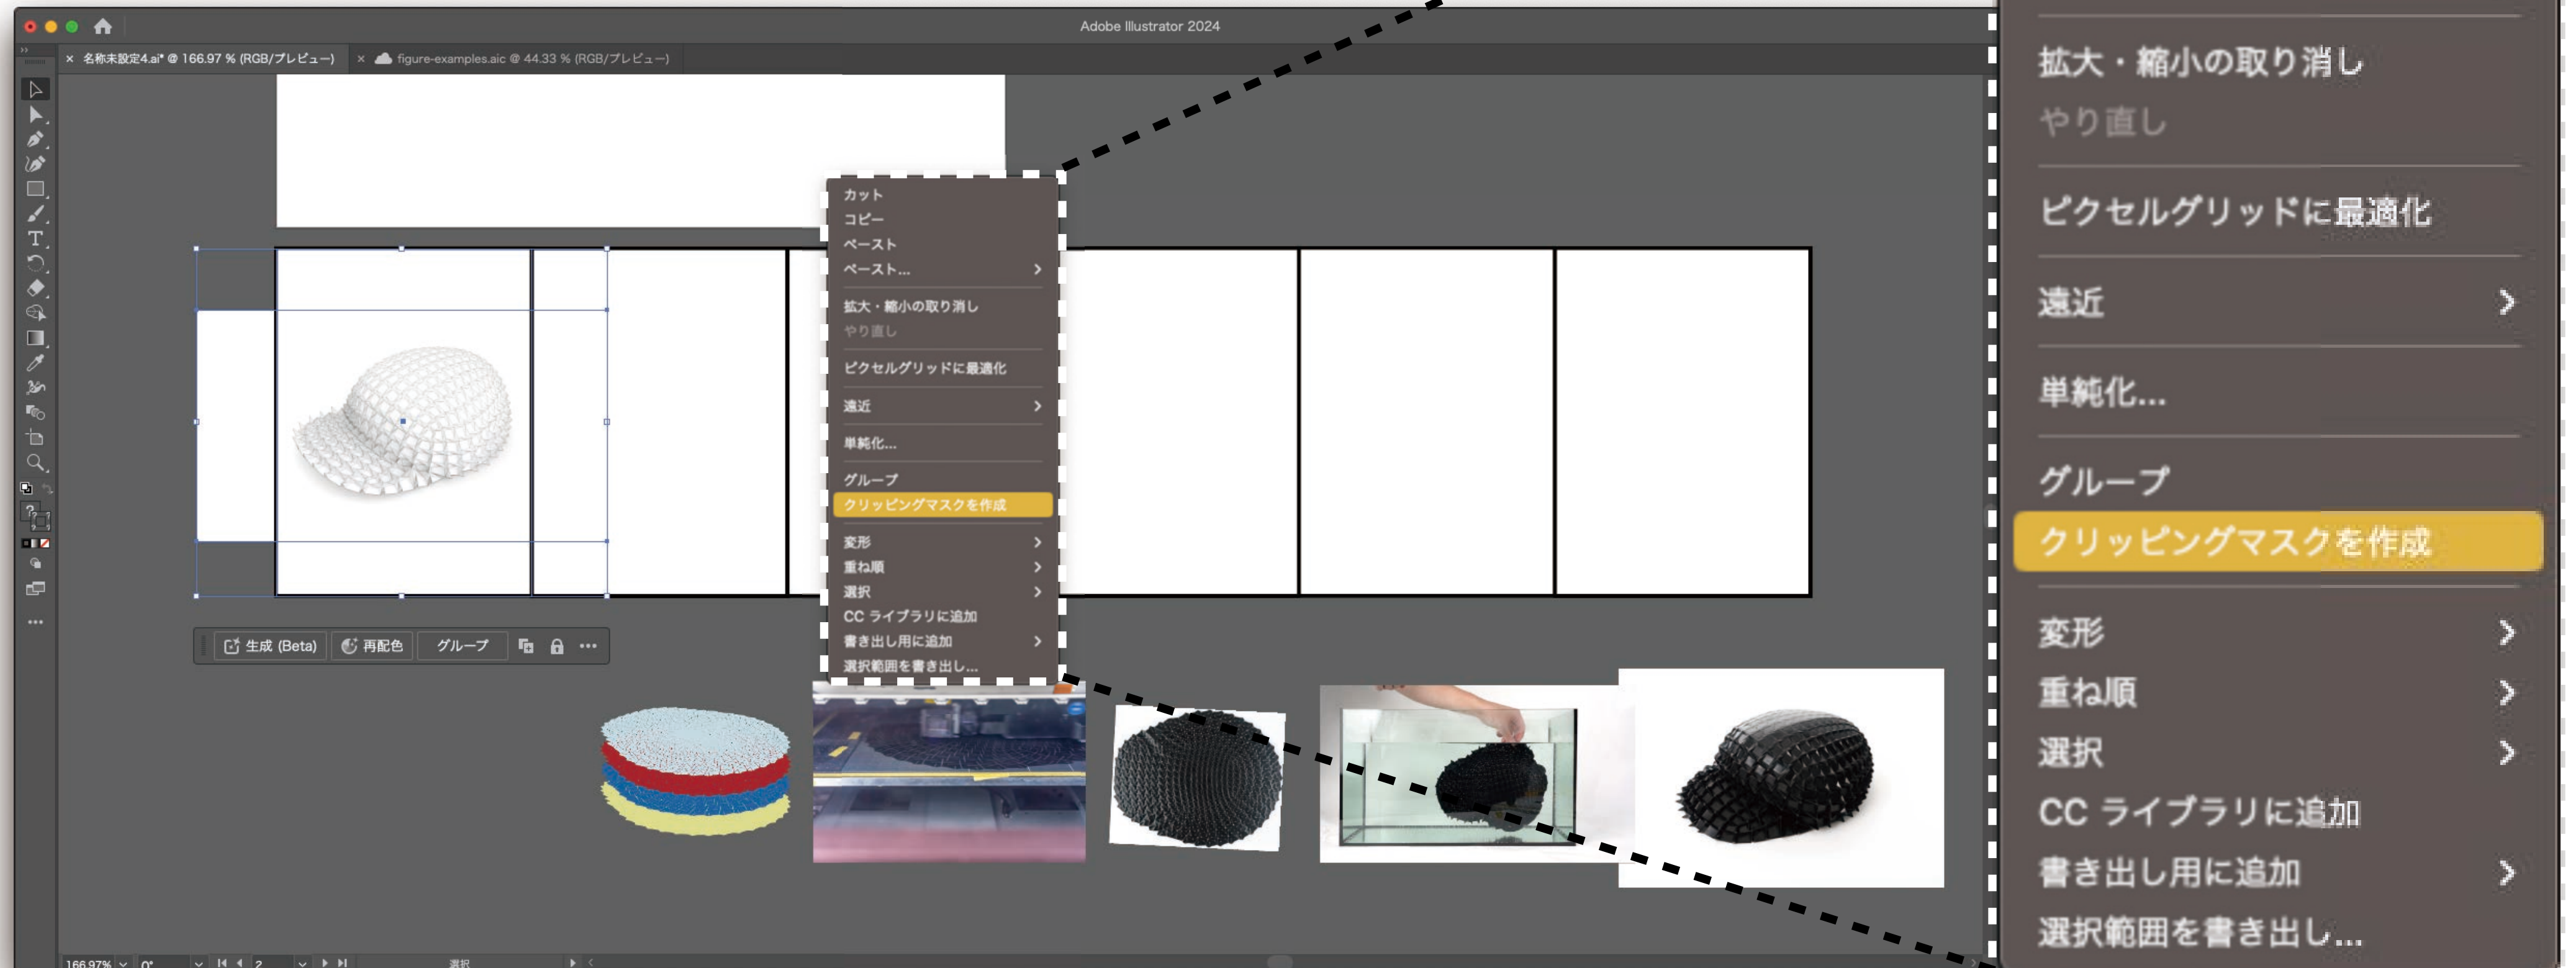 Adobe Illustrator 2024
× 名称未設定4.ai* @ 166.97 % (RGB/プレビュー)
× figure-examples.aic @ 44.33 % (RGB/プレビュー)
カット
コピー
ペースト
ペースト...
拡大・縮小の取り消し
やり直し
ピクセルグリッドに最適化
遠近
単純化...
グループ
クリッピングマスクを作成
変形
重ね順
選択
CC ライブラリに追加
書き出し用に追加
選択範囲を書き出し...
生成 (Beta)
再配色
グループ
166.97%
0°
2
選択
拡大・縮小の取り消し
やり直し
ピクセルグリッドに最適化
遠近
単純化...
グループ
クリッピングマスクを作成
変形
重ね順
選択
CC ライブラリに追加
書き出し用に追加
選択範囲を書き出し...